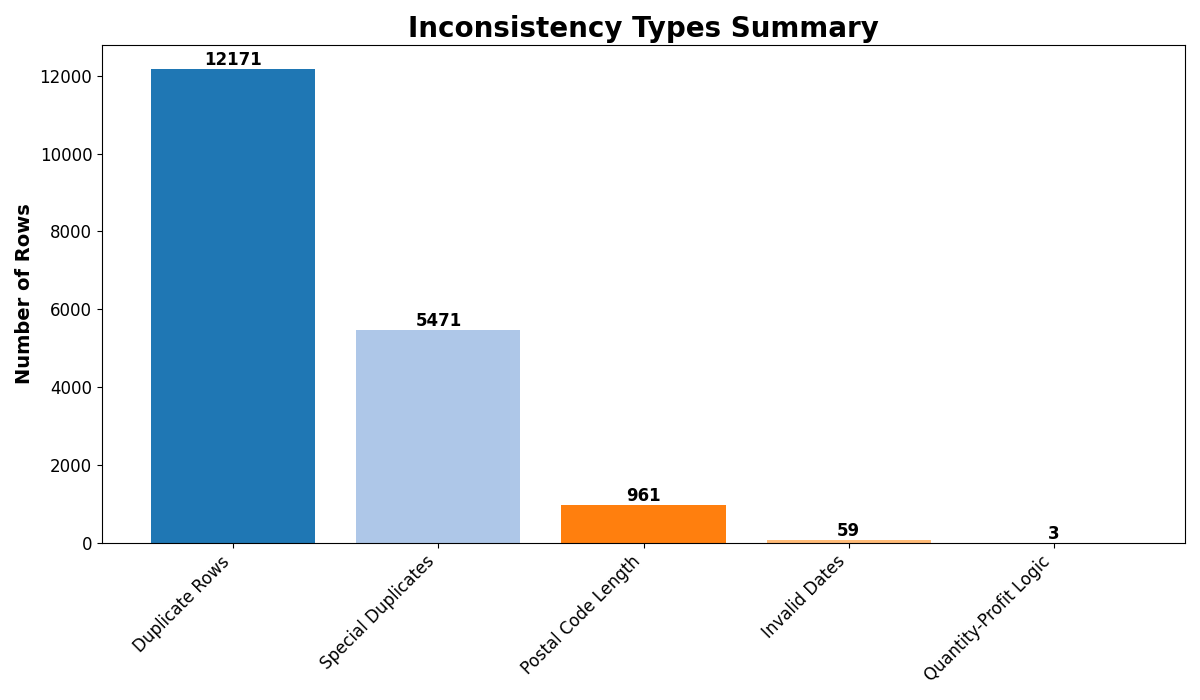 Inconsistency Types Summary
Number of Rows
12000
10000
8000
6000
4000
2000
0
12171
5471
961
59
3
Duplicate Rows
Special Duplicates
Postal Code Length
Invalid Dates
Quantity-Profit Logic